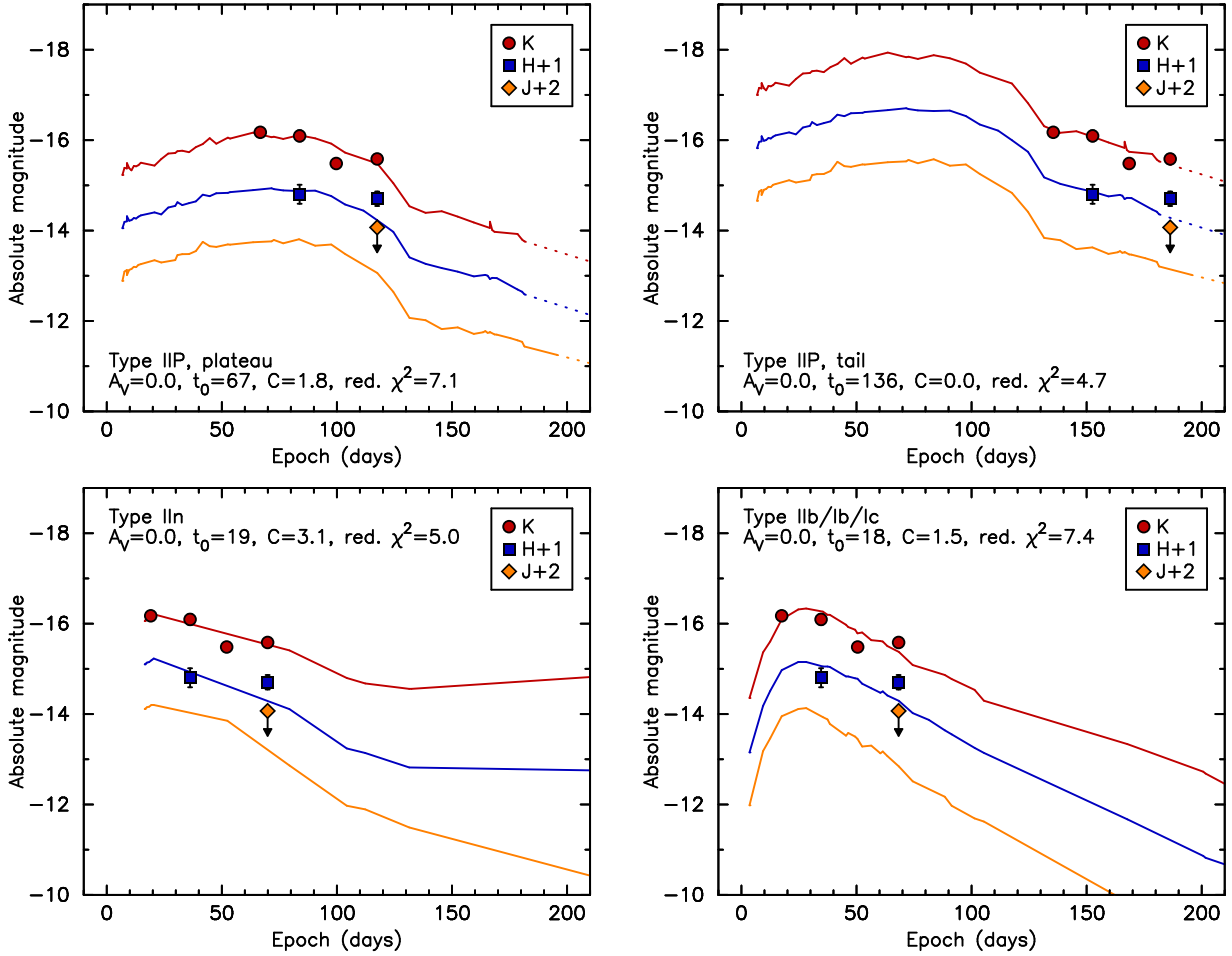 −18
−16
−14
−12
−10
Absolute magnitude
K
H+1
J+2
Type IIP, plateau
A_V=0.0, t_0=67, C=1.8, red. χ²=7.1
0 50 100 150 200
Epoch (days)
−18
−16
−14
−12
−10
Absolute magnitude
K
H+1
J+2
Type IIP, tail
A_V=0.0, t_0=136, C=0.0, red. χ²=4.7
0 50 100 150 200
Epoch (days)
−18
−16
−14
−12
−10
Absolute magnitude
Type IIn
A_V=0.0, t_0=19, C=3.1, red. χ²=5.0
K
H+1
J+2
0 50 100 150 200
Epoch (days)
−18
−16
−14
−12
−10
Absolute magnitude
Type IIb/Ib/Ic
A_V=0.0, t_0=18, C=1.5, red. χ²=7.4
K
H+1
J+2
0 50 100 150 200
Epoch (days)